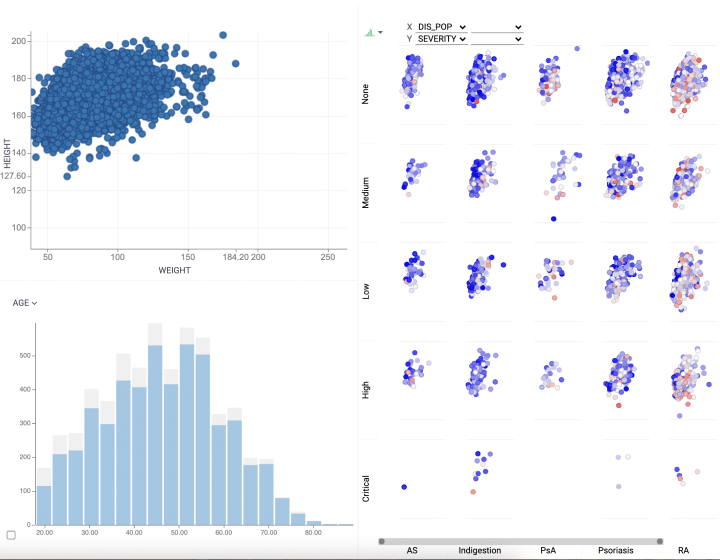 X DIS_POP
Y SEVERITY
200
180
160
HEIGHT
127.60
120
100
50
100
150
184.20 200
250
WEIGHT
AGE
500
400
300
200
100
0
20.00
30.00
40.00
50.00
60.00
70.00
80.00
None
Medium
Low
High
Critical
AS
Indigestion
PsA
Psoriasis
RA